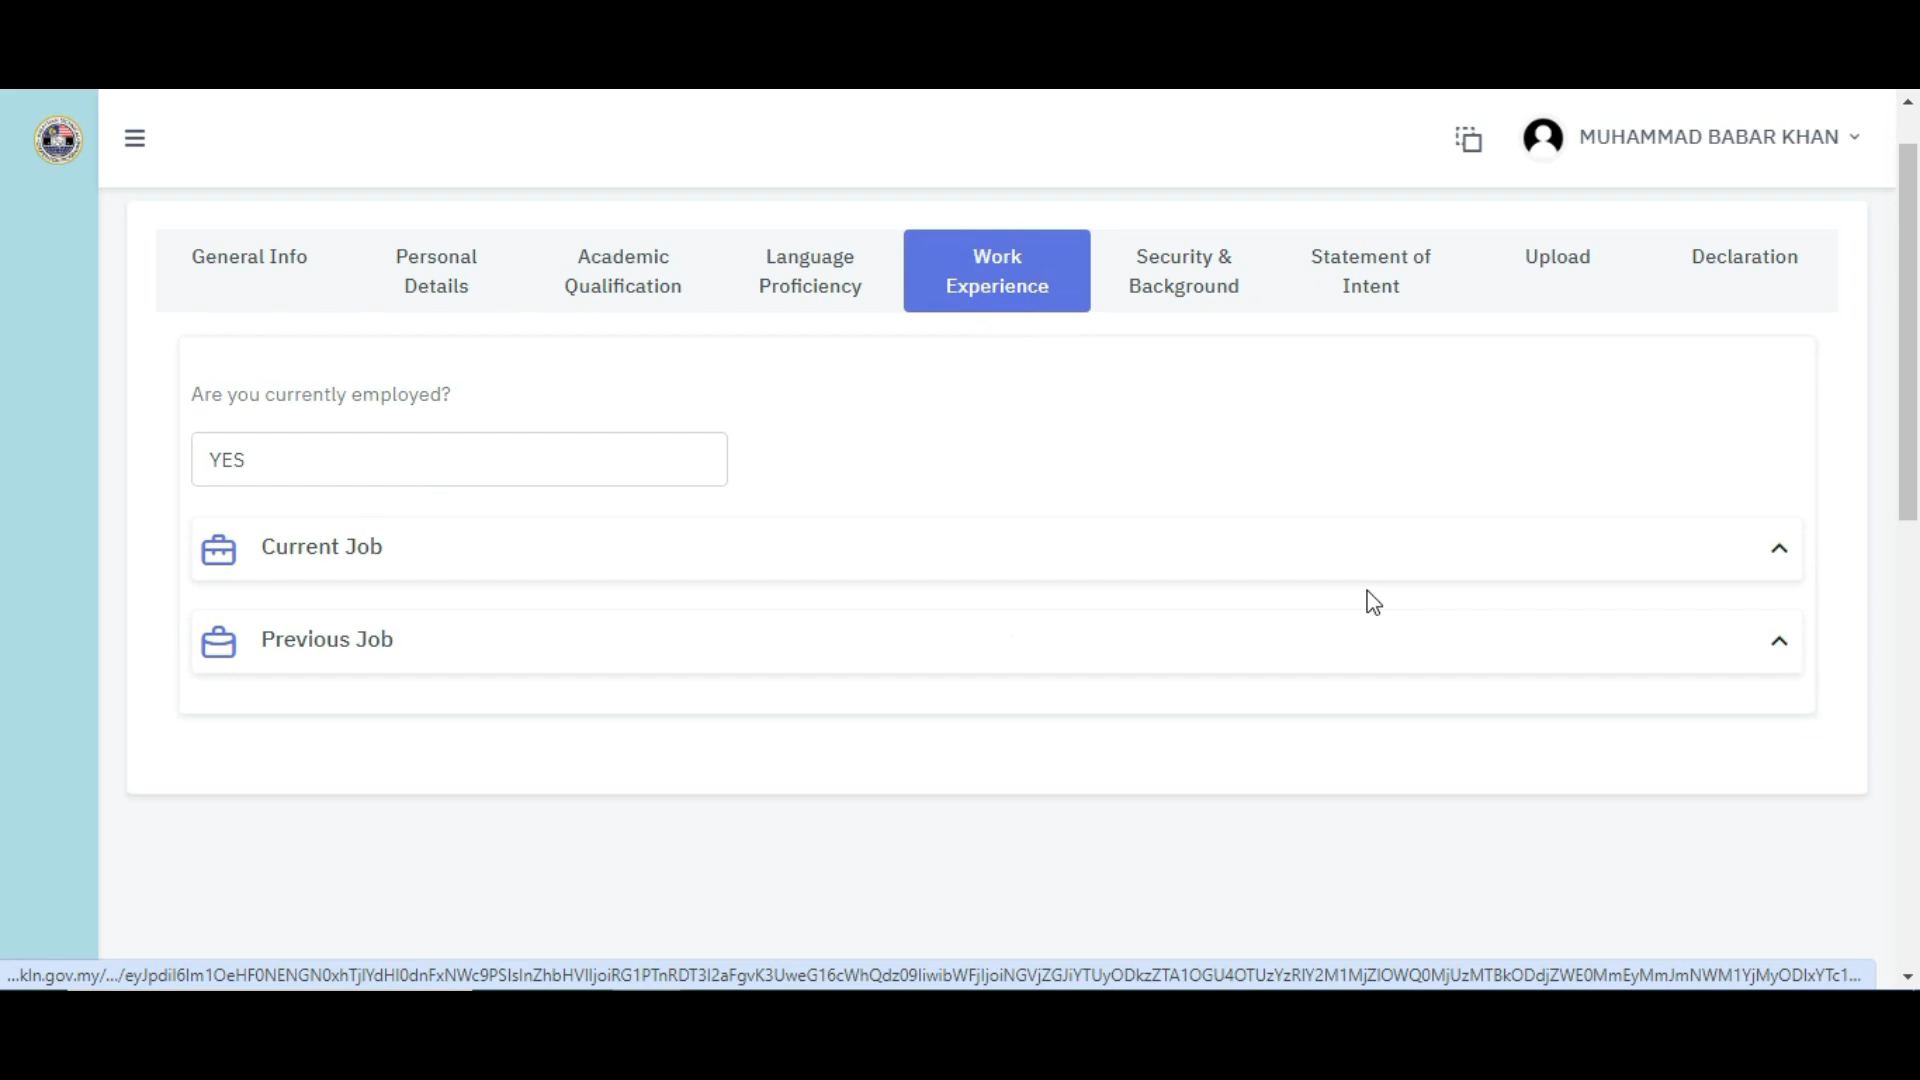 MUHAMMAD BABAR KHAN
General Info
Personal
Details
Academic
Qualification
Language
Proficiency
Work
Experience
Security &
Background
Statement of
Intent
Upload
Declaration
Are you currently employed?
YES
Current Job
Previous Job